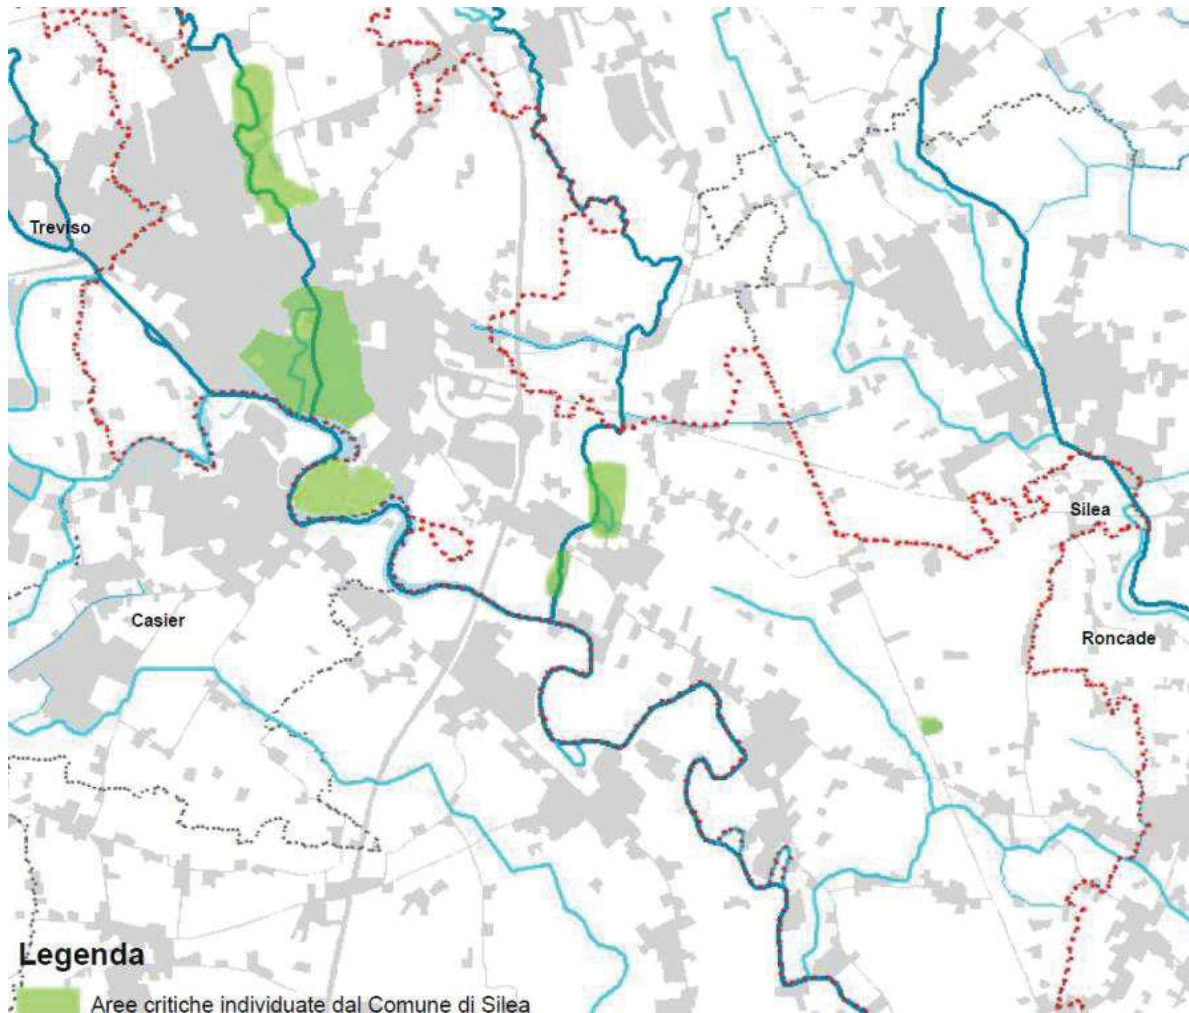 Treviso
Silea
Casier
Roncade
Legenda
Aree critiche individuate dal Comune di Silea